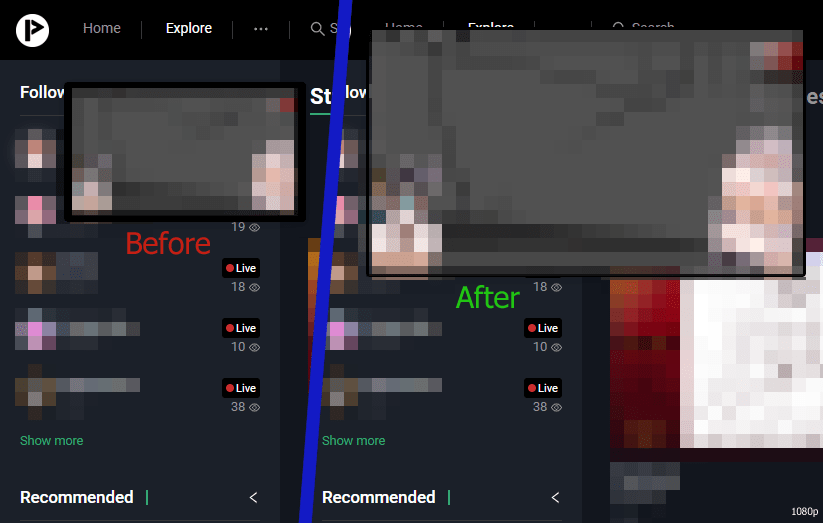 Home Explore ··· S
Home Explore Search
Follow
St
low
es
19
Before
Live
18
Live
10
Live
38
Show more
Recommended
After
18
Live
10
Live
38
Show more
Recommended
1080p